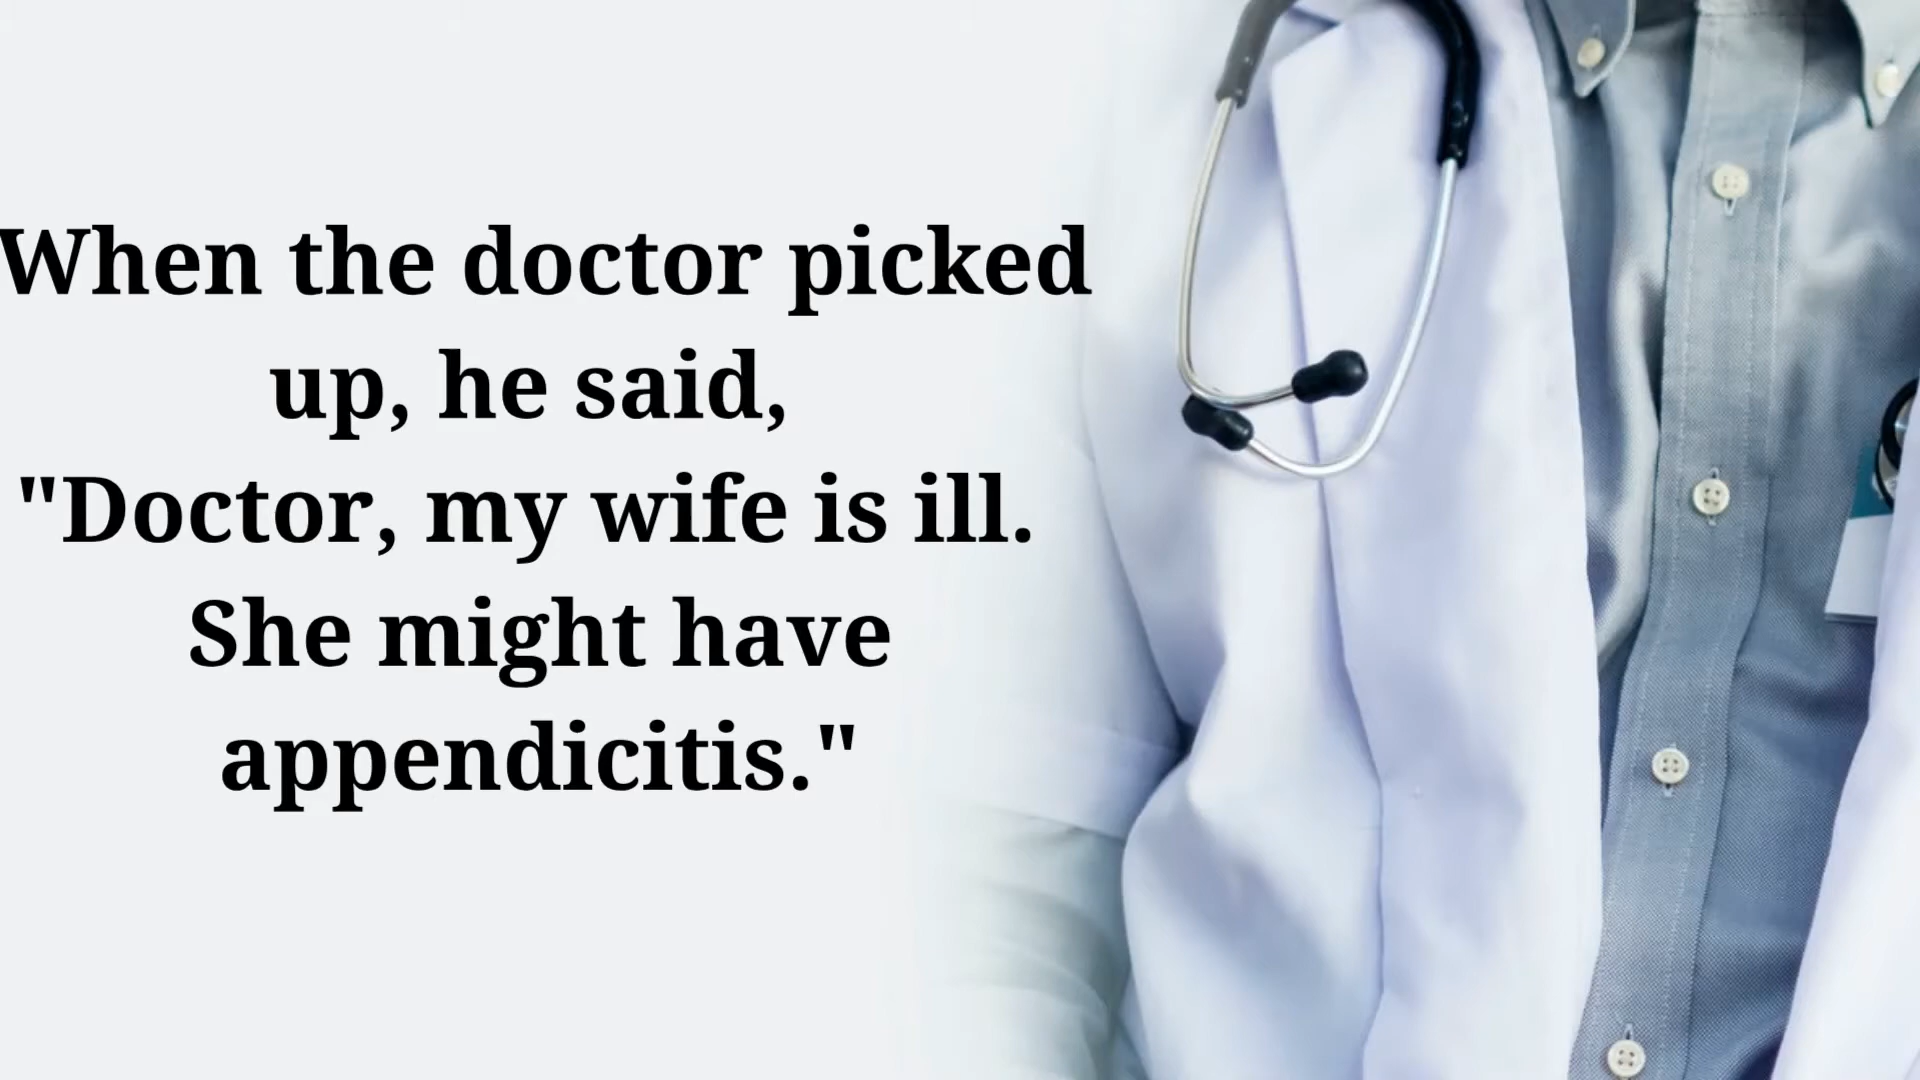 When the doctor picked
up, he said,
"Doctor, my wife is ill.
She might have
appendicitis."